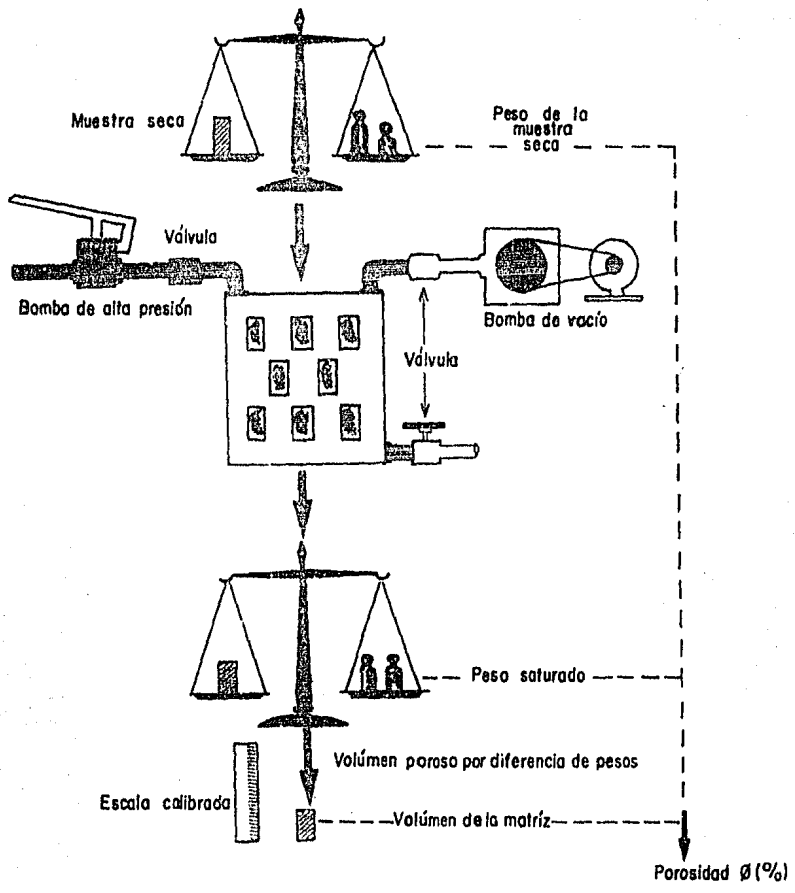 Muestra seca
Peso de la
muestra
seca
Válvula
Bomba de alta presión
Bomba de vacío
Válvula
Peso saturado
Volúmen poroso por diferencia de pesos
Escala calibrada
Volúmen de la matríz
Porosidad Ø (%)